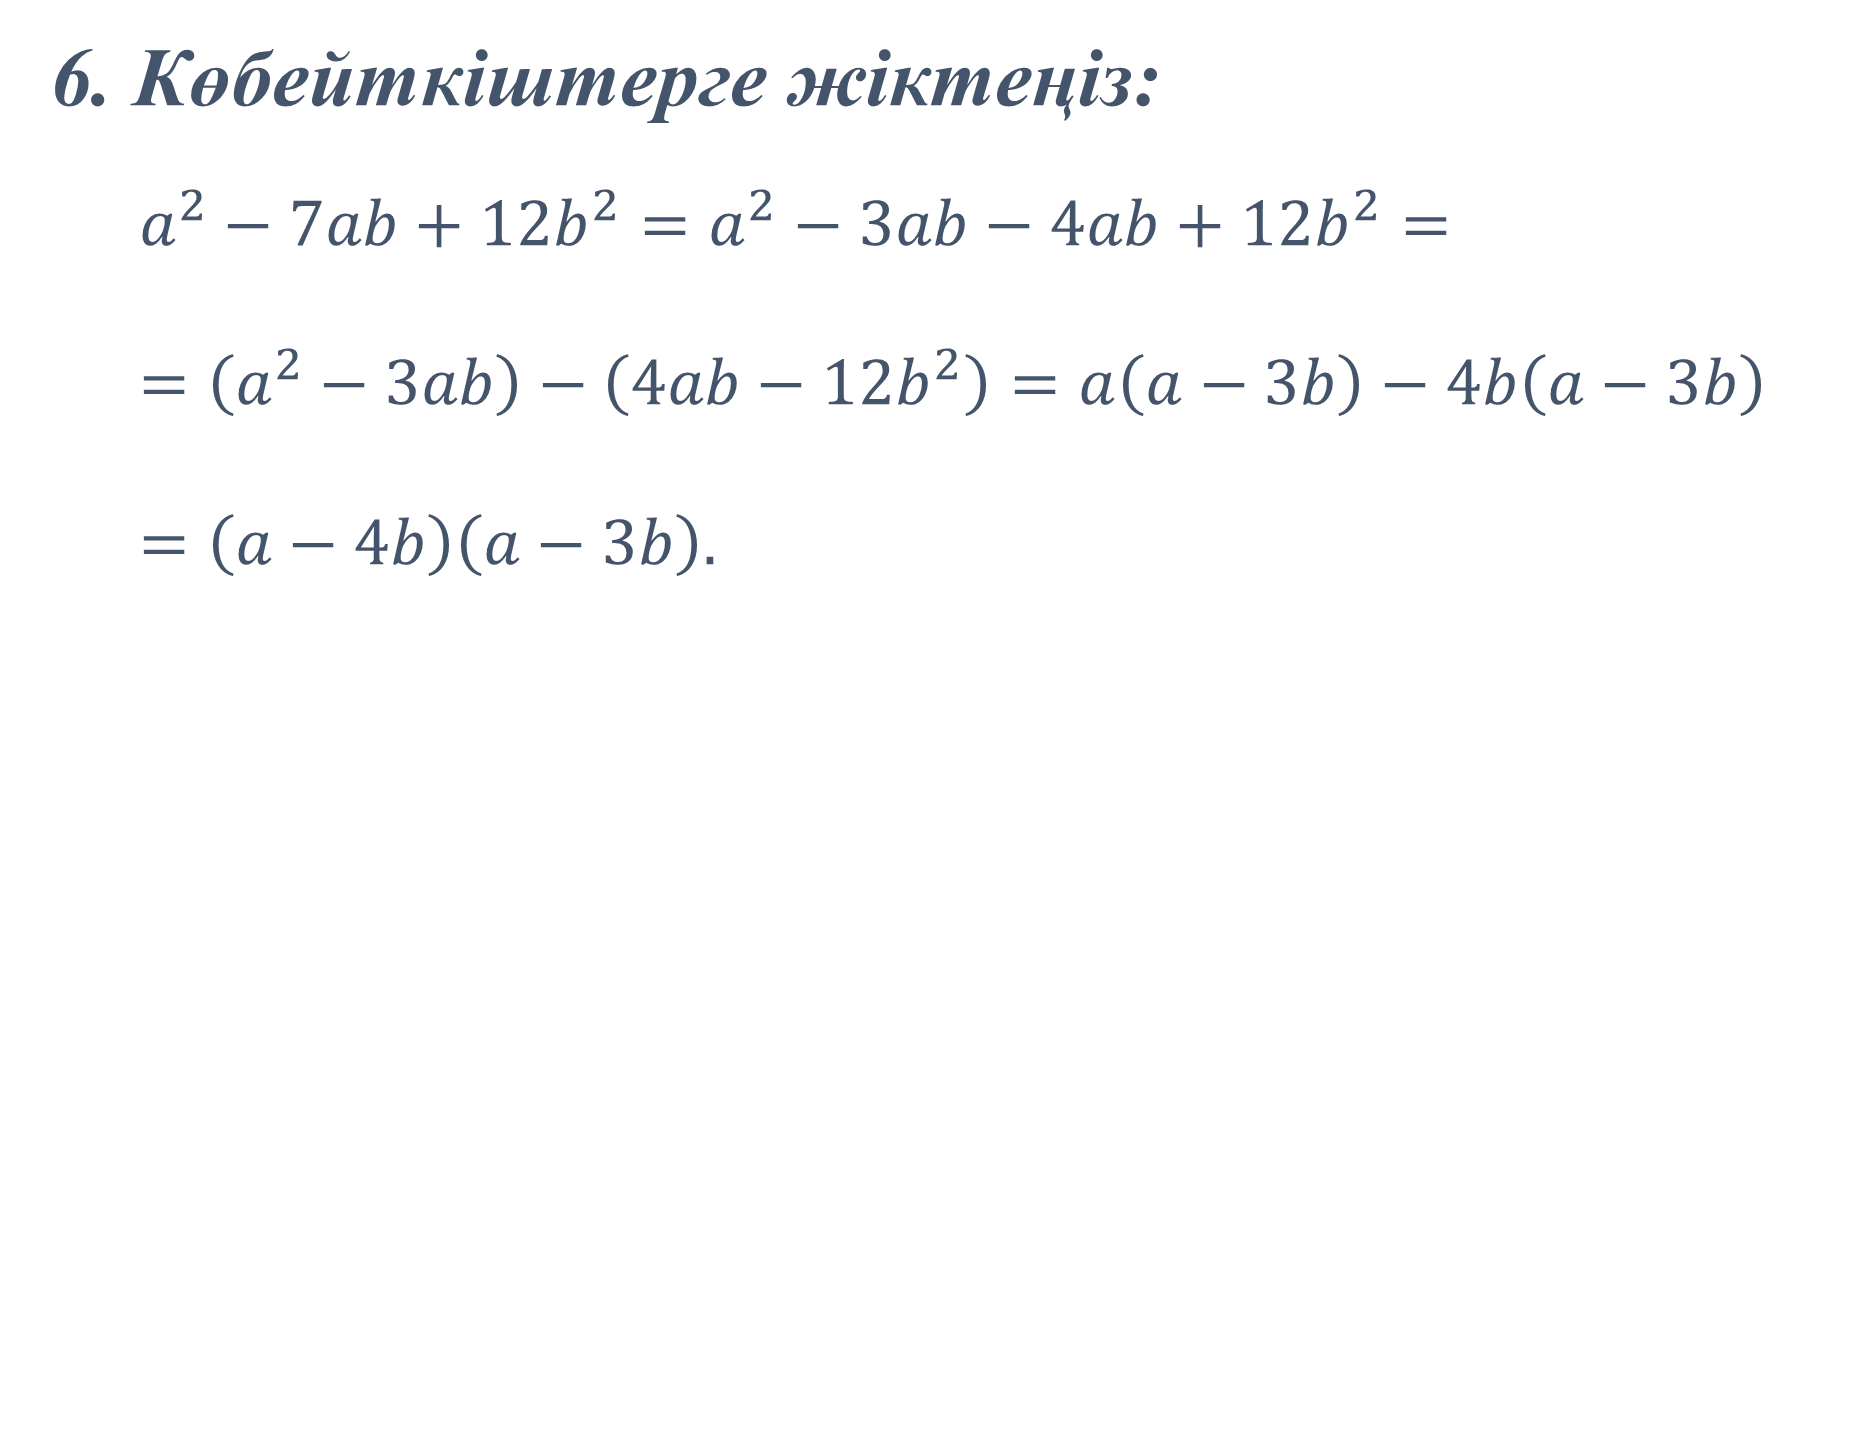 6. Көбейткіштерге жіктеңіз:
a² − 7ab + 12b² = a² − 3ab − 4ab + 12b² =
= (a² − 3ab) − (4ab − 12b²) = a(a − 3b) − 4b(a − 3b)
= (a − 4b)(a − 3b).